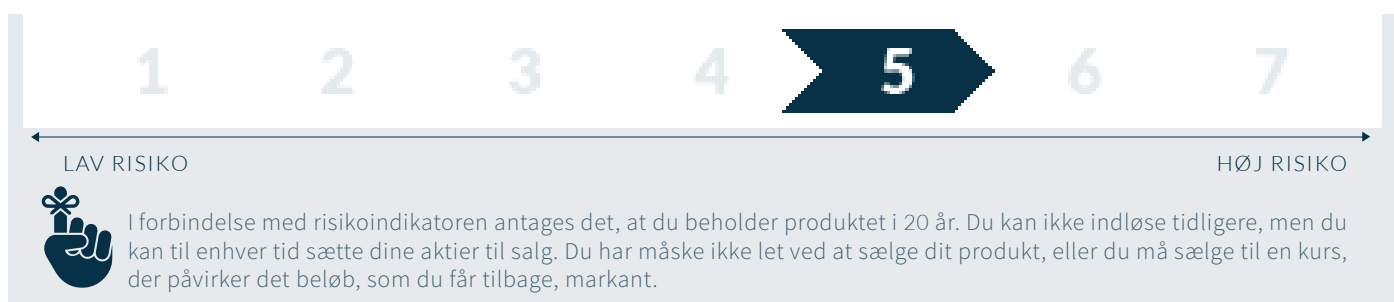 1 2 3 4 5 6 7
LAV RISIKO HØJ RISIKO
I forbindelse med risikoindikatoren antages det, at du beholder produktet i 20 år. Du kan ikke indløse tidligere, men du
kan til enhver tid sætte dine aktier til salg. Du har måske ikke let ved at sælge dit produkt, eller du må sælge til en kurs,
der påvirker det beløb, som du får tilbage, markant.